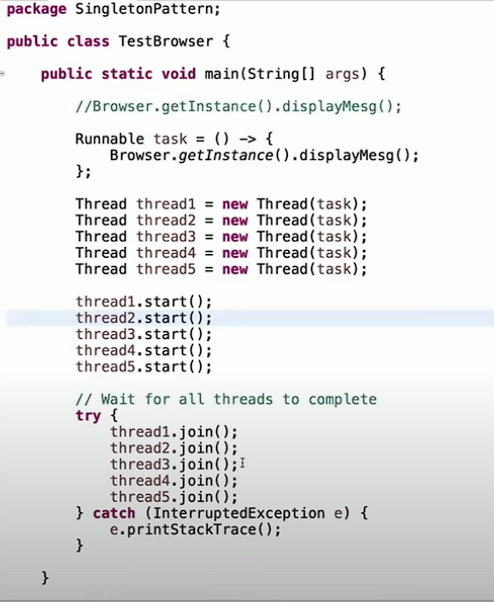 package SingletonPattern;
public class TestBrowser {
public static void main(String[] args) {
//Browser.getInstance().displayMesg();
Runnable task = () -> {
Browser.getInstance().displayMesg();
};
Thread thread1 = new Thread(task);
Thread thread2 = new Thread(task);
Thread thread3 = new Thread(task);
Thread thread4 = new Thread(task);
Thread thread5 = new Thread(task);
thread1.start();
thread2.start();
thread3.start();
thread4.start();
thread5.start();
// Wait for all threads to complete
try {
thread1.join();
thread2.join();
thread3.join();
thread4.join();
thread5.join();
} catch (InterruptedException e) {
e.printStackTrace();
}
}